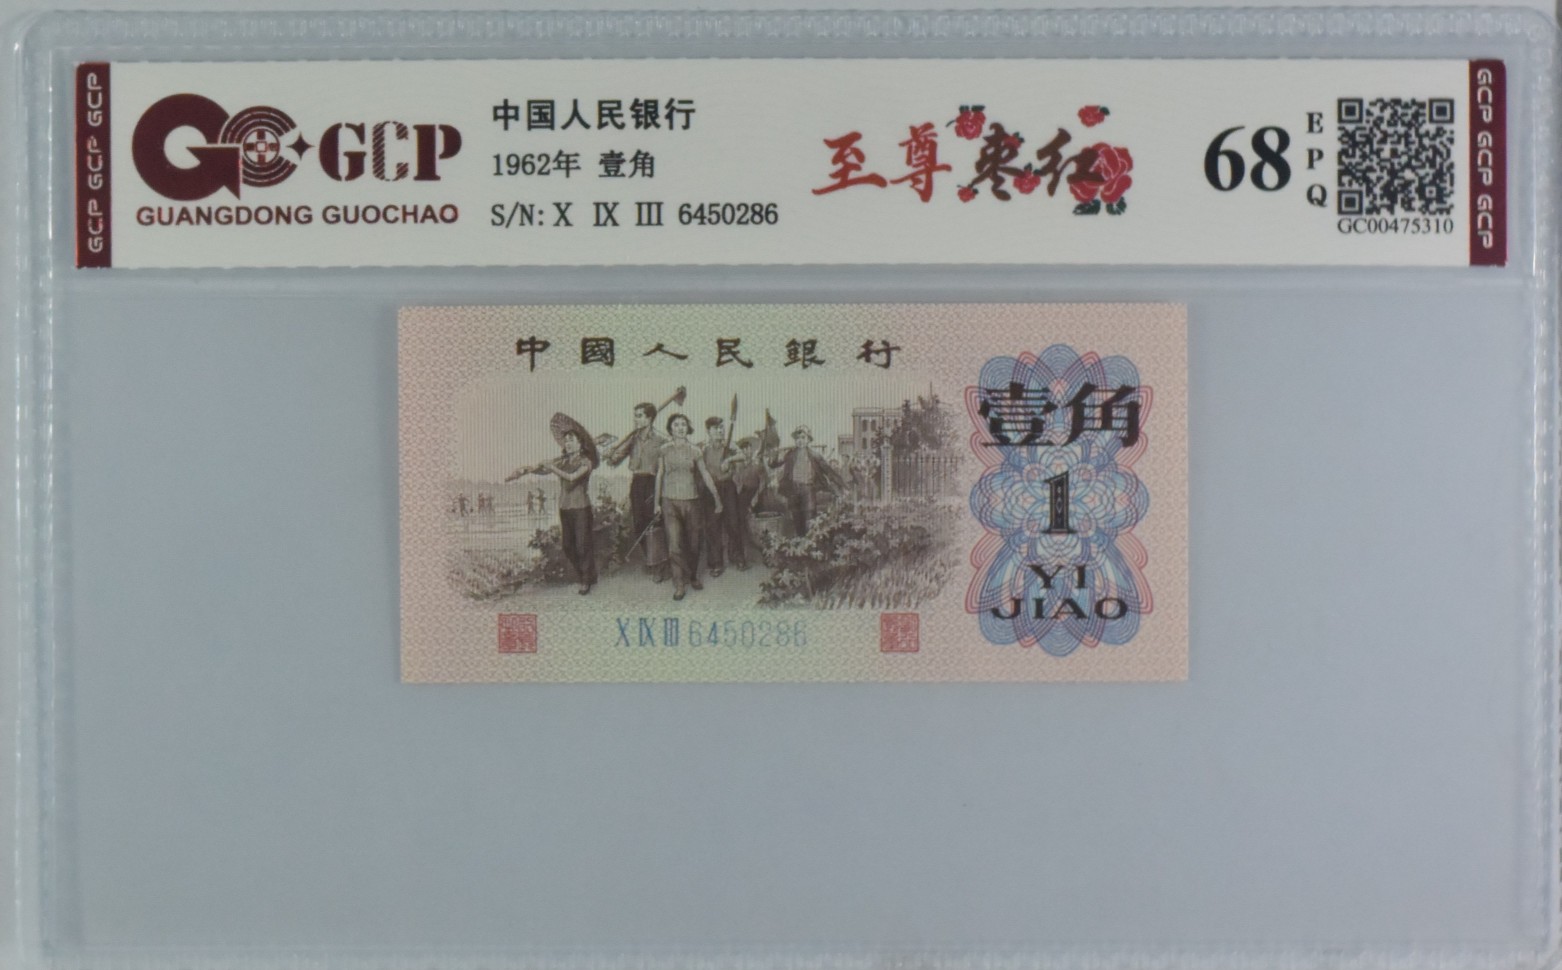 GCP GCP GCP
GCP
GUANGDONG GUOCHAO
中国人民银行
1962年 壹角
S/N: X IX III 6450286
至尊枣红
68
EPQ
GC00475310
GCP GCP GCP
中國人民銀行
壹角
1
YI
JIAO
X IX III 6450286